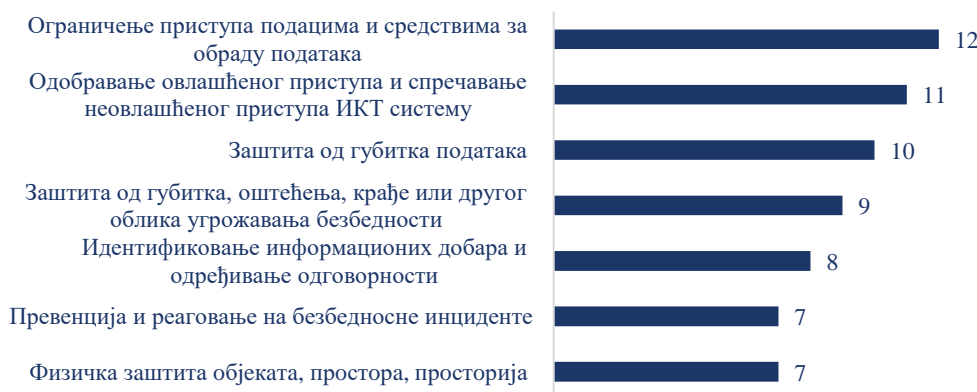 Ограничење приступа подацима и средствима за
обраду података
12
Одобравање овлашћеног приступа и спречавање
неовлашћеног приступа ИКТ систему
11
Заштита од губитка података
10
Заштита од губитка, оштећења, крађе или другог
облика угрожавања безбедности
9
Идентификовање информационих добара и
одређивање одговорности
8
Превенција и реаговање на безбедносне инциденте
7
Физичка заштита објеката, простора, просторија
7